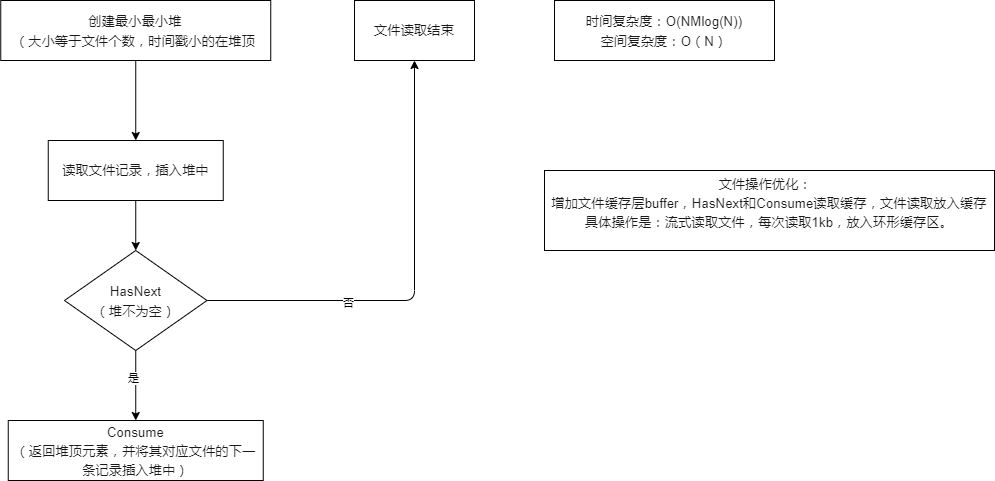 创建最小最小堆
（大小等于文件个数，时间戳小的在堆顶
文件读取结束
时间复杂度：O(NMlog(N))
空间复杂度：O（N）
读取文件记录，插入堆中
文件操作优化：
增加文件缓存层buffer，HasNext和Consume读取缓存，文件读取放入缓存
具体操作是：流式读取文件，每次读取1kb，放入环形缓存区。
HasNext
（堆不为空）
否
是
Consume
（返回堆顶元素，并将其对应文件的下一
条记录插入堆中）